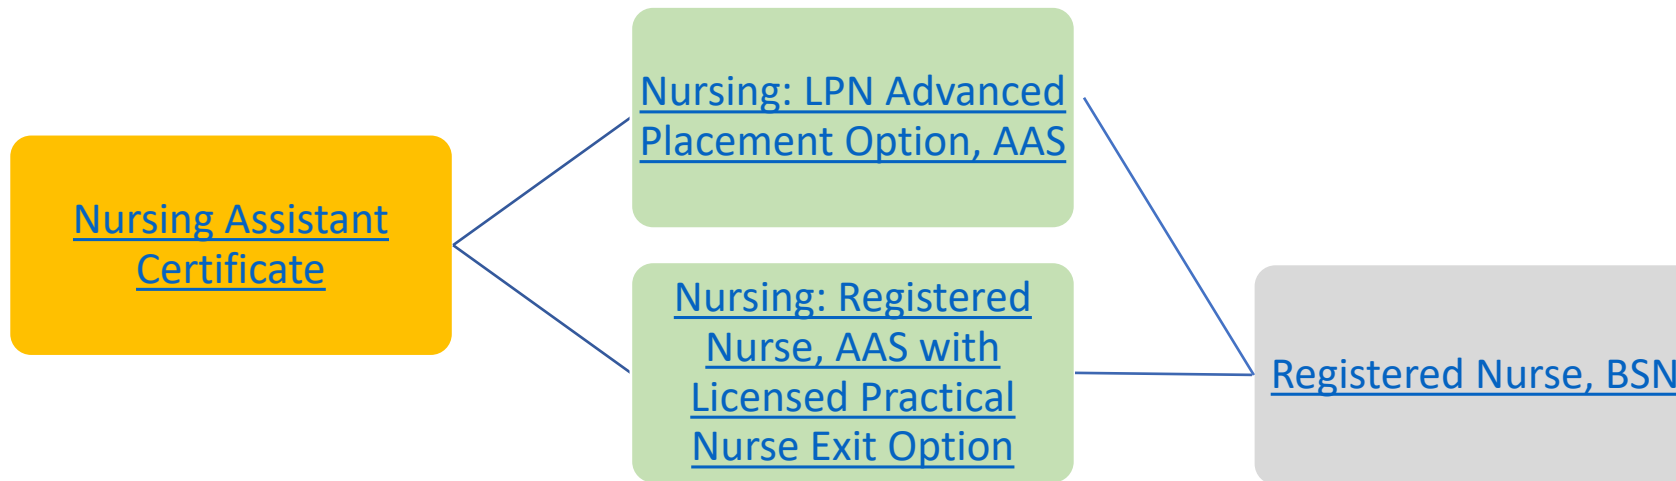 Nursing Assistant
Certificate
Nursing: LPN Advanced
Placement Option, AAS
Nursing: Registered
Nurse, AAS with
Licensed Practical
Nurse Exit Option
Registered Nurse, BSN